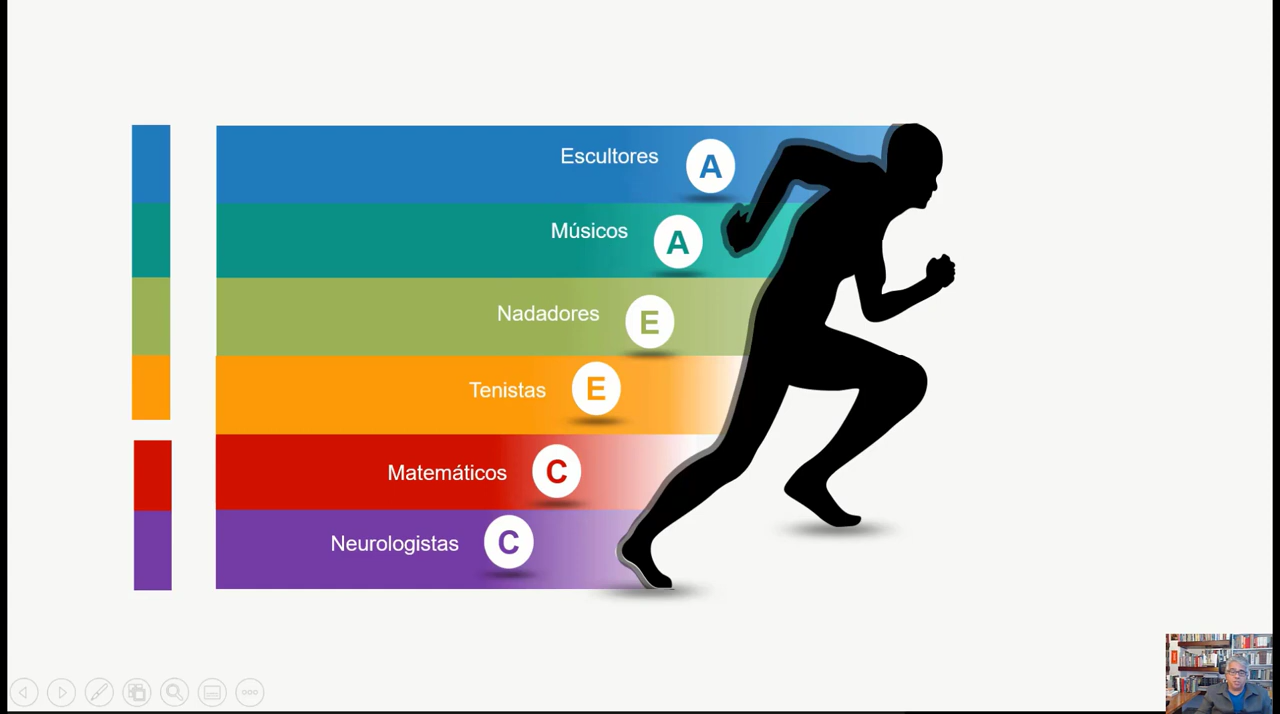 Escultores A
Músicos A
Nadadores E
Tenistas E
Matemáticos C
Neurologistas C